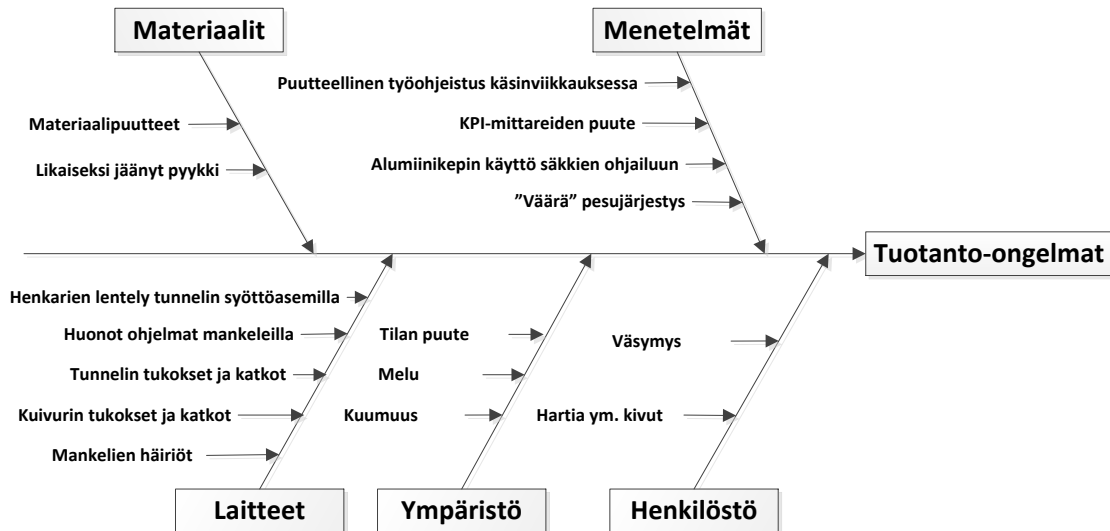 Materiaalit
Menetelmät
Puutteellinen työohjeistus käsinviikkauksessa
Materiaalipuutteet
KPI-mittareiden puute
Likaiseksi jäänyt pyykki
Alumiinikepin käyttö säkkien ohjailuun
”Väärä” pesujärjestys
Tuotanto-ongelmat
Henkarien lentely tunnelin syöttöasemilla
Huonot ohjelmat mankeleilla
Tunnelin tukokset ja katkot
Kuivurin tukokset ja katkot
Mankelien häiriöt
Tilan puute
Melu
Kuumuus
Väsymys
Hartia ym. kivut
Laitteet
Ympäristö
Henkilöstö